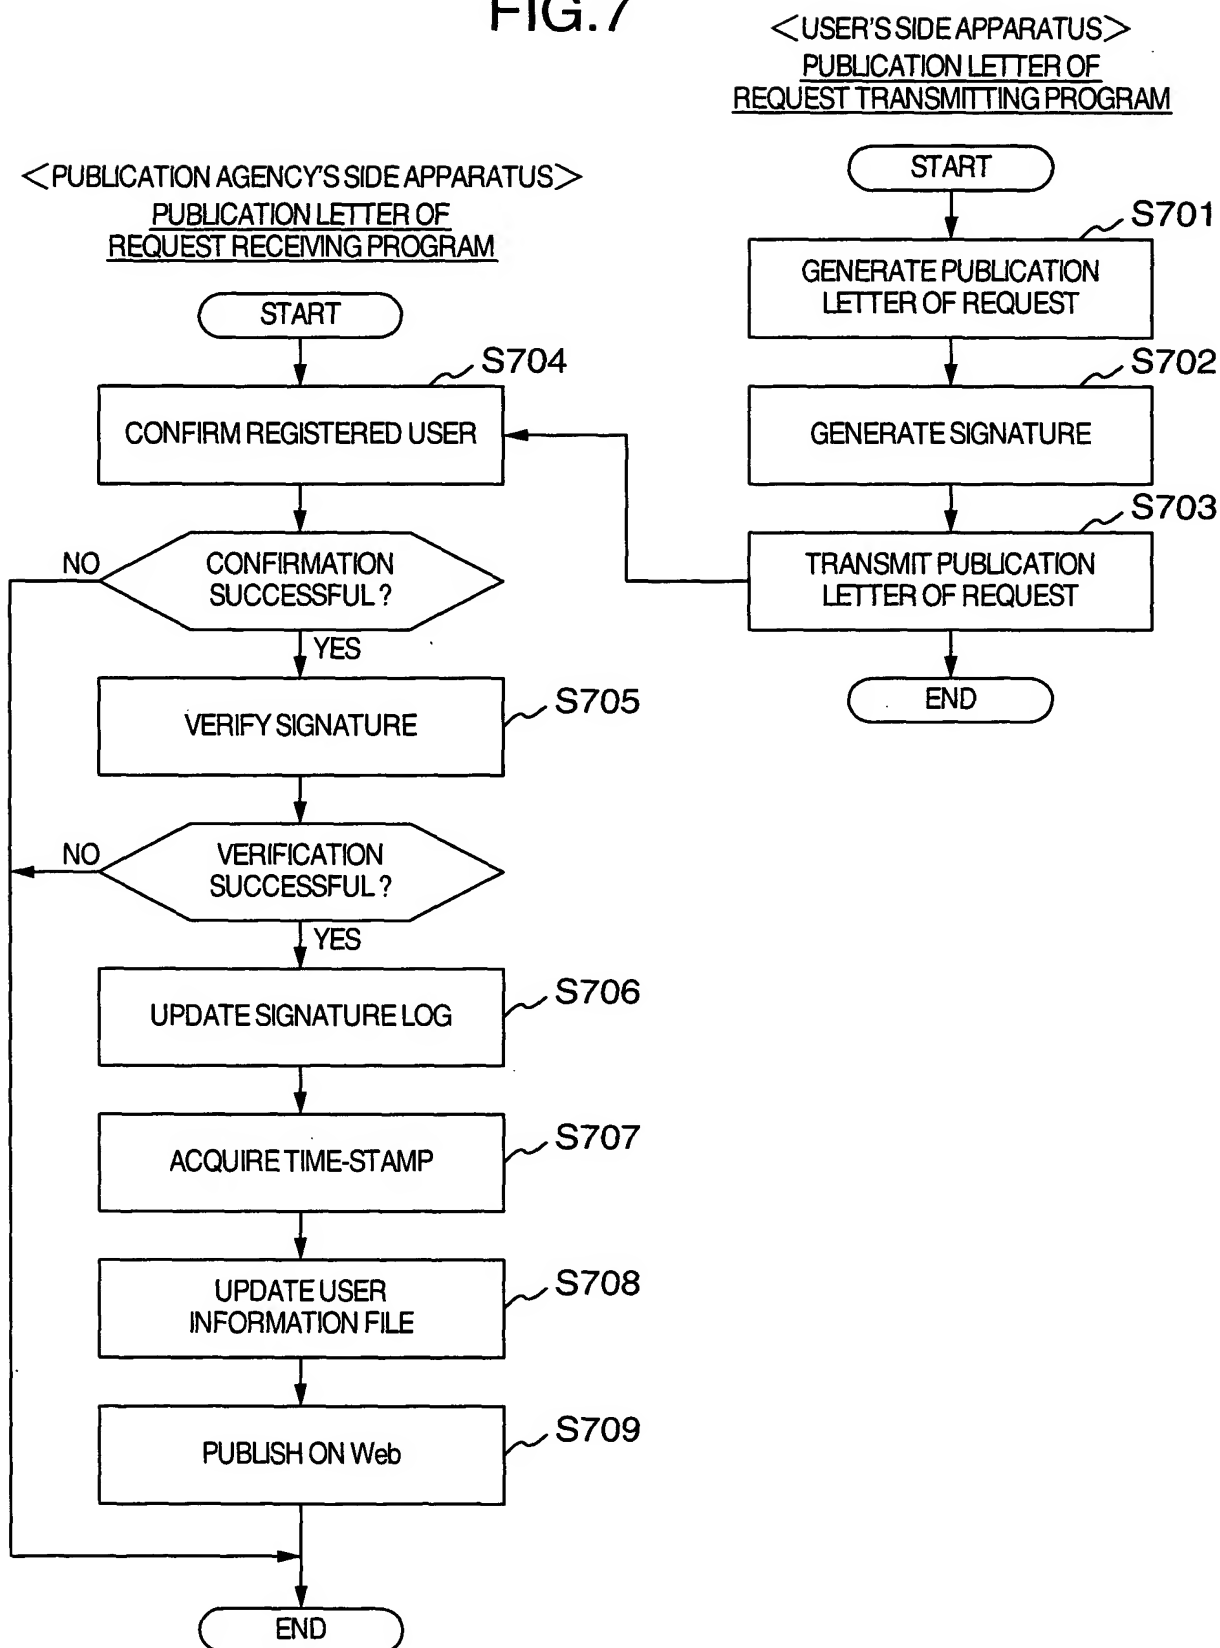 FIG.7
<USER'S SIDE APPARATUS>
PUBLICATION LETTER OF
REQUEST TRANSMITTING PROGRAM
START
S701
GENERATE PUBLICATION
LETTER OF REQUEST
S702
GENERATE SIGNATURE
S703
TRANSMIT PUBLICATION
LETTER OF REQUEST
END
<PUBLICATION AGENCY'S SIDE APPARATUS>
PUBLICATION LETTER OF
REQUEST RECEIVING PROGRAM
START
S704
CONFIRM REGISTERED USER
NO
CONFIRMATION
SUCCESSFUL?
YES
S705
VERIFY SIGNATURE
NO
VERIFICATION
SUCCESSFUL?
YES
S706
UPDATE SIGNATURE LOG
S707
ACQUIRE TIME-STAMP
S708
UPDATE USER
INFORMATION FILE
S709
PUBLISH ON Web
END